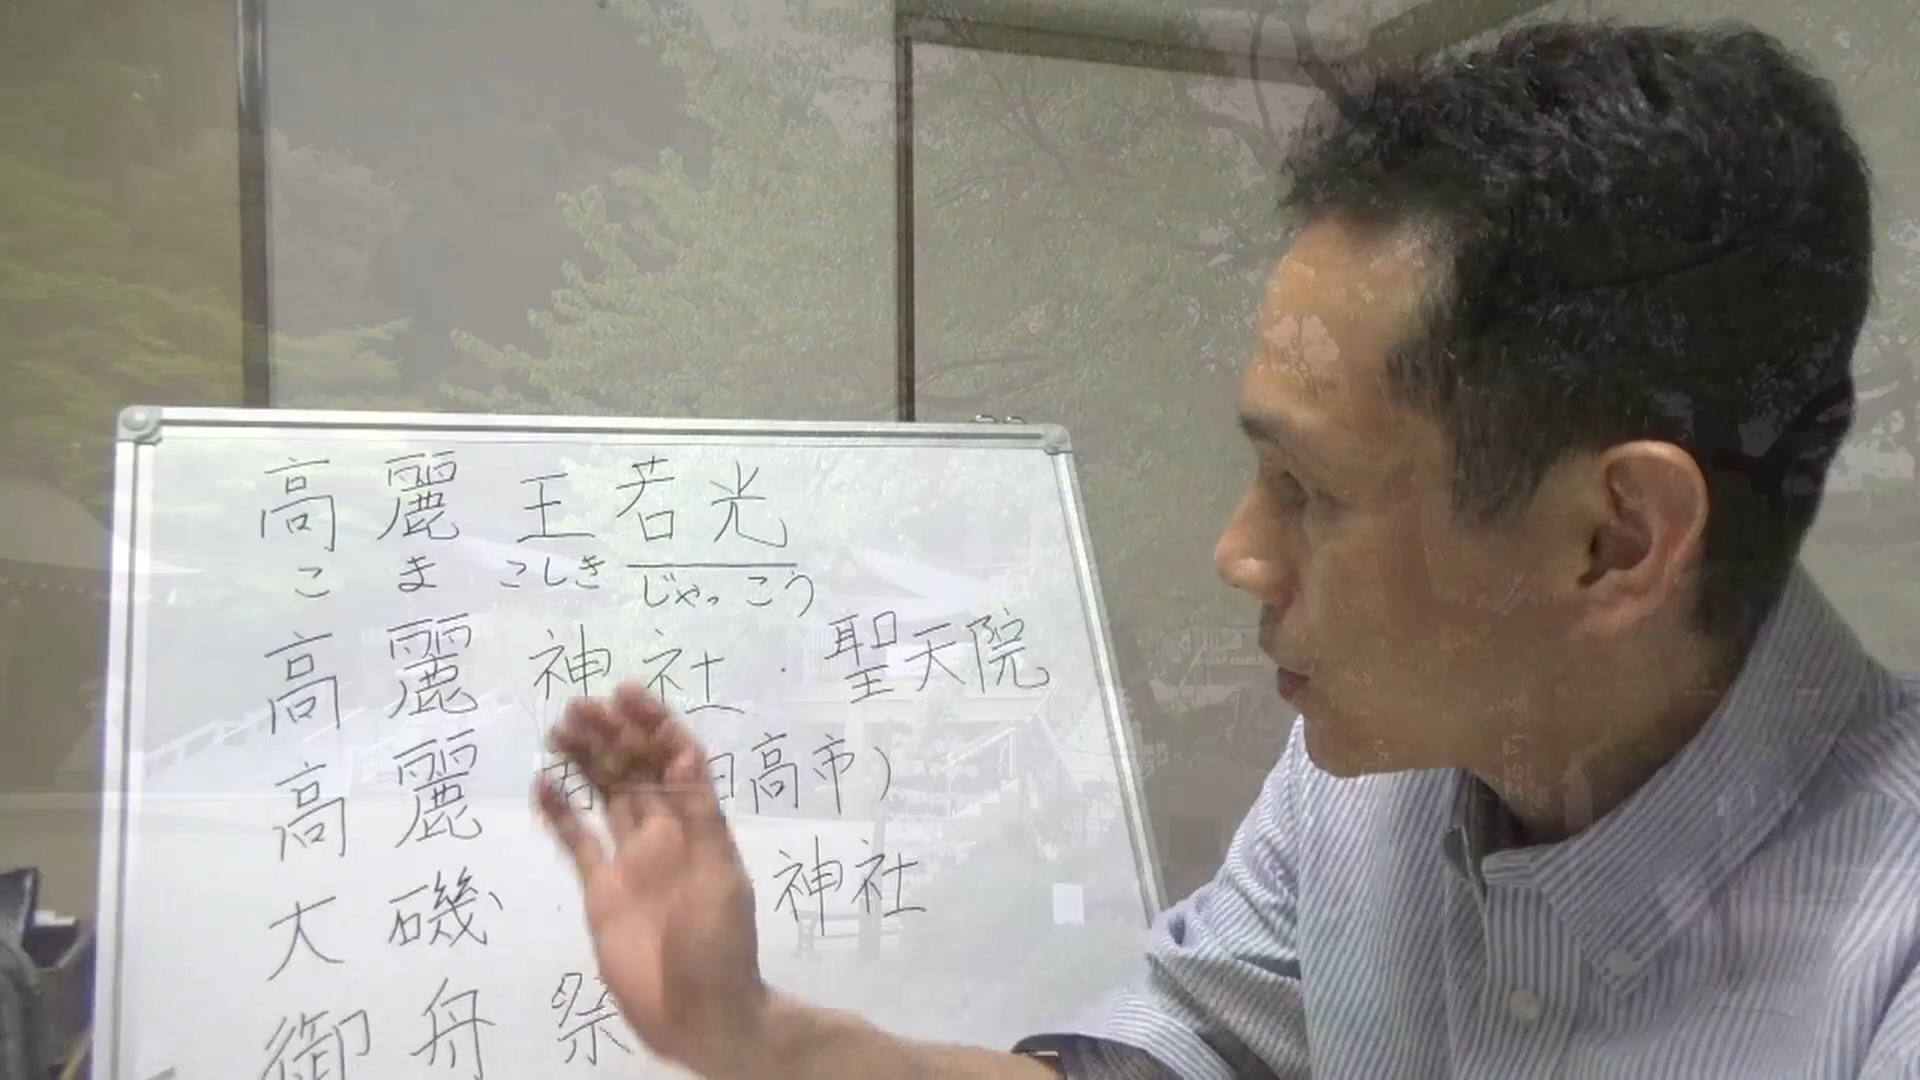 高麗王若光
こま こしき じゃっこう
高麗神社・聖天院
高麗 日高市)
大磯 神社
御舟祭